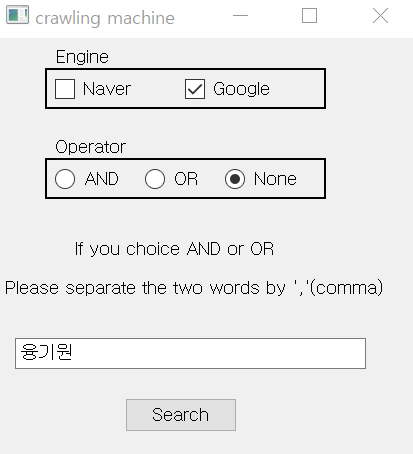 crawling machine
Engine
Naver Google
Operator
AND OR None
If you choice AND or OR
Please separate the two words by ','(comma)
융기원
Search